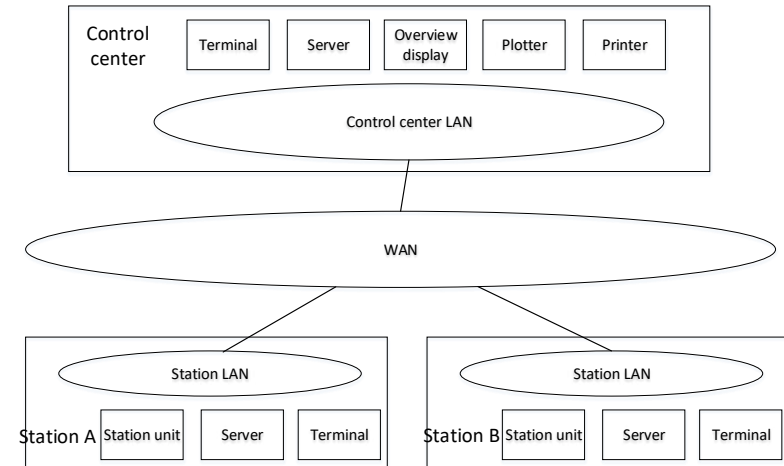 Control
center
Terminal
Server
Overview
display
Plotter
Printer
Control center LAN
WAN
Station LAN
Station LAN
Station A
Station unit
Server
Terminal
Station B
Station unit
Server
Terminal